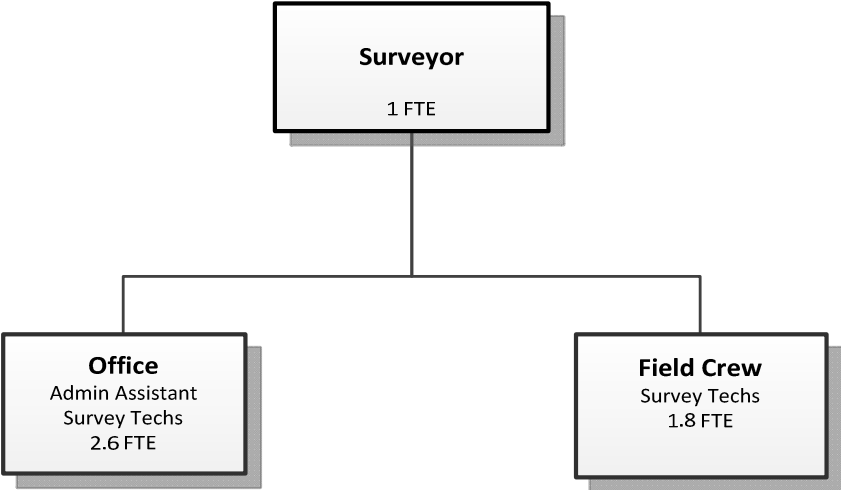 Surveyor
1 FTE
Office
Admin Assistant
Survey Techs
2.6 FTE
Field Crew
Survey Techs
1.8 FTE